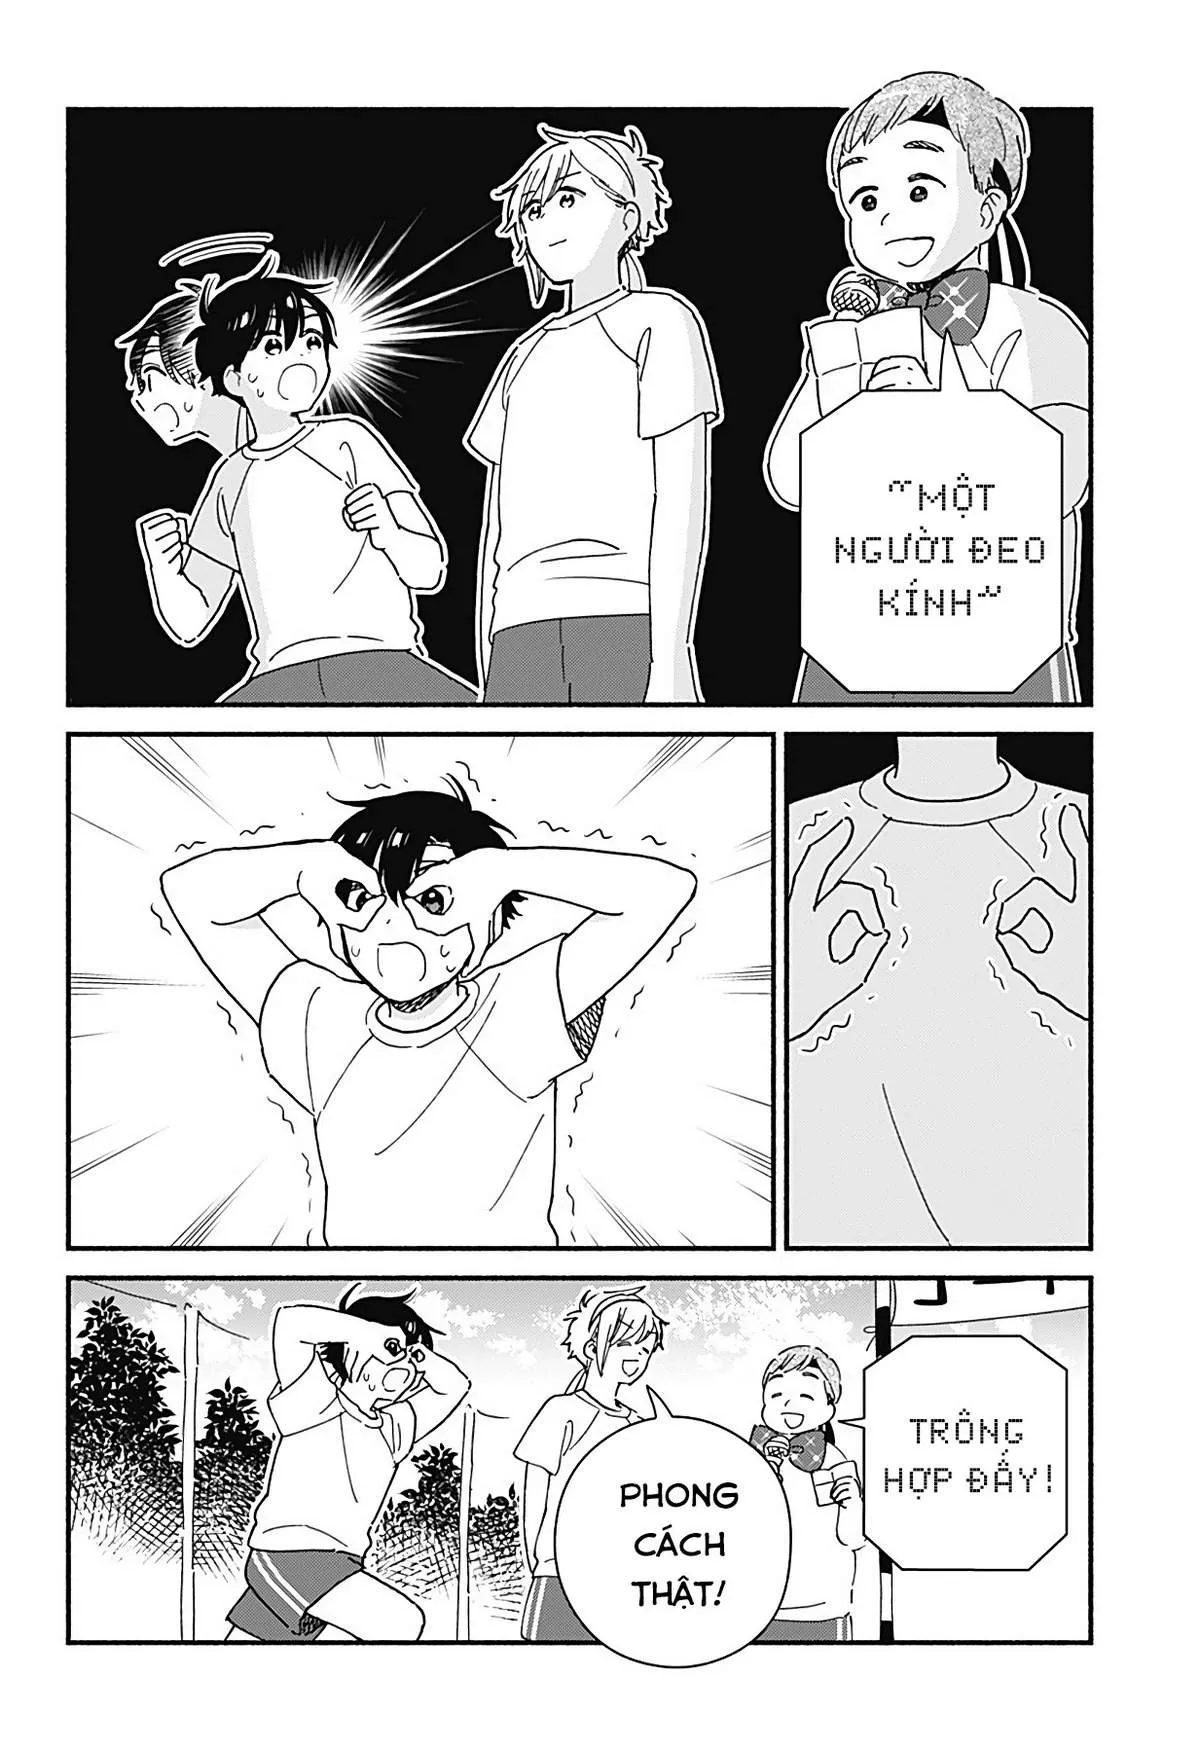 "MỘT
NGƯỜI ĐEO
KÍNH"
TRÔNG
HỢP ĐẤY!
PHONG
CÁCH
THẬT!